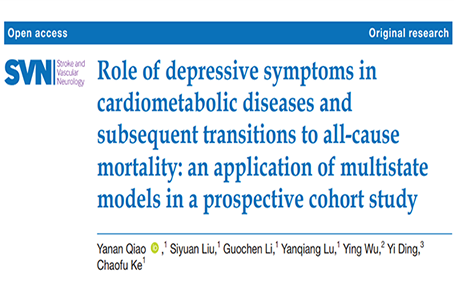 Open access Original research
SVN Stroke and
Vascular
Neurology
Role of depressive symptoms in
cardiometabolic diseases and
subsequent transitions to all-cause
mortality: an application of multistate
models in a prospective cohort study
Yanan Qiao iD ,1 Siyuan Liu,1 Guochen Li,1 Yanqiang Lu,1 Ying Wu,2 Yi Ding,3
Chaofu Ke1